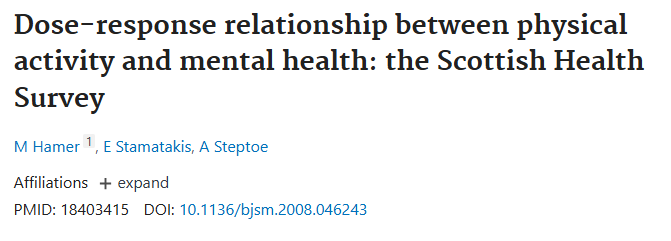 Dose-response relationship between physical
activity and mental health: the Scottish Health
Survey
M Hamer 1, E Stamatakis, A Steptoe
Affiliations + expand
PMID: 18403415 DOI: 10.1136/bjsm.2008.046243